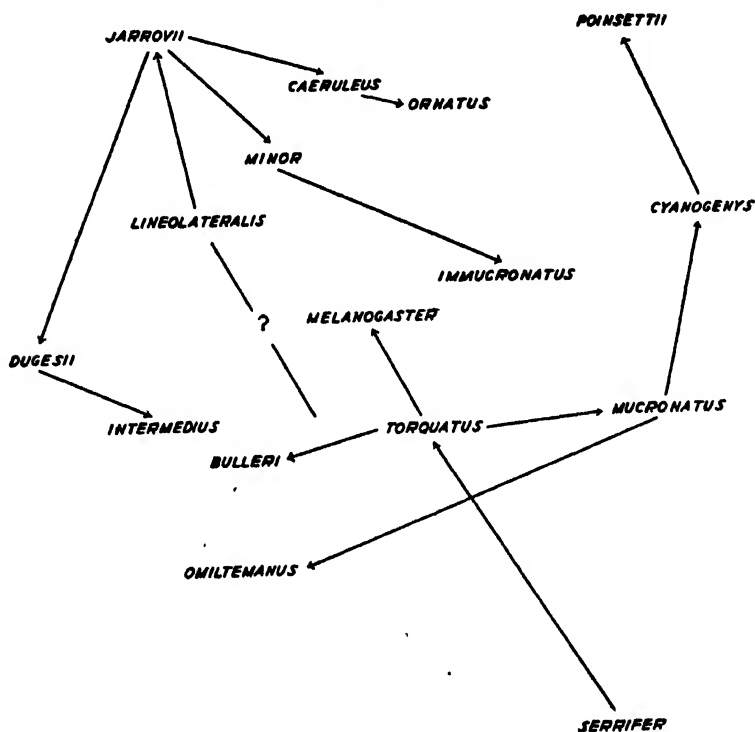 POINSETTII
JARROVII
CAERULEUS
ORNATUS
MINOR
CYANOGENYS
LINEOLATERALIS
IMMUCRONATUS
MELANOGASTER
?
DUGESII
MUCRONATUS
INTERMEDIUS
TORQUATUS
BULLERI
OMILTEMANUS
SERRIFER